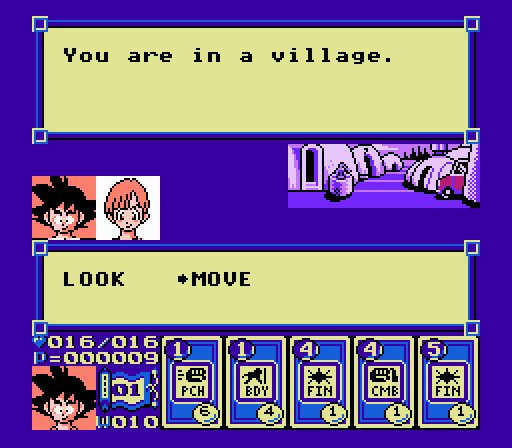 You are in a village.
LOOK MOVE
016/016
P=000009
01
W010
1 1 4 4 5
PCH BDY FIN CMB FIN
6 4 1 1 1